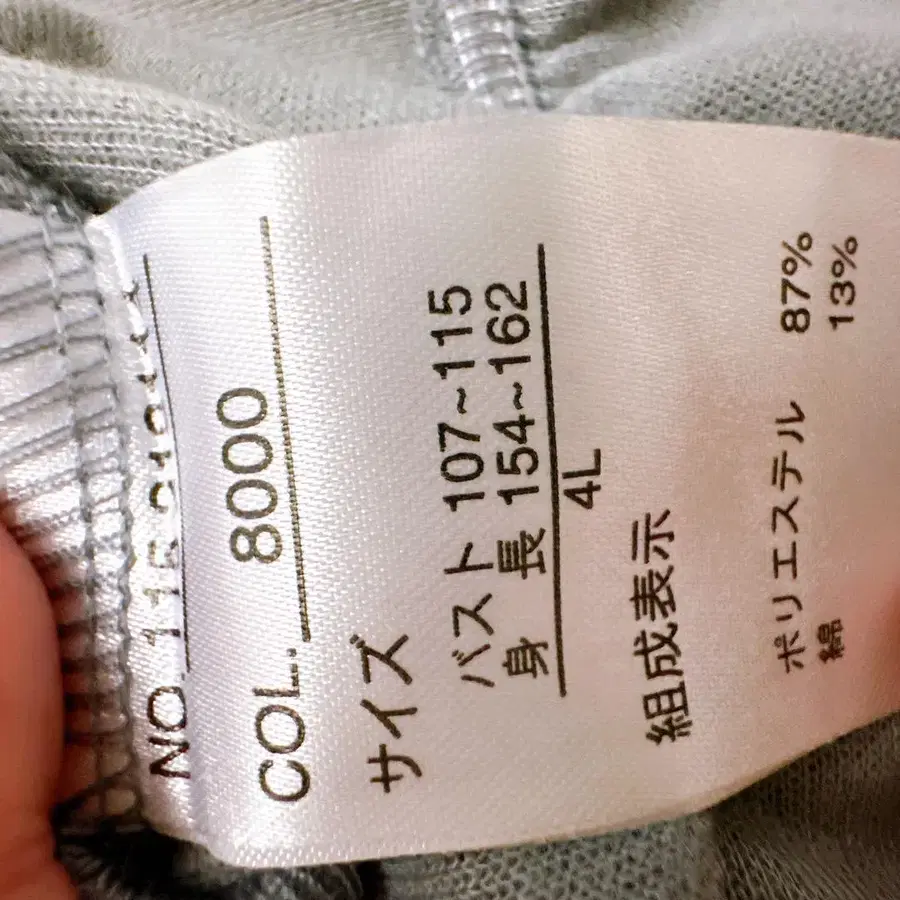 NO.
COL. 8000
サイズ
バスト 107~115
身長 154~162
4L
組成表示
ポリエステル 87%
綿 13%